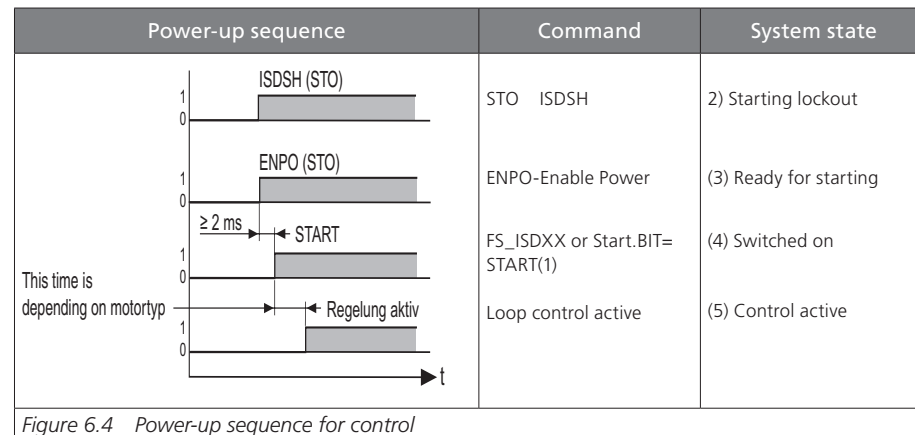 Power-up sequence Command System state
ISDSH (STO)
1
0
STO ISDSH
2) Starting lockout
ENPO (STO)
1
0
ENPO-Enable Power
(3) Ready for starting
≥ 2 ms
START
1
0
FS_ISDXX or Start.BIT=
START(1)
(4) Switched on
This time is
depending on motortyp
Regelung aktiv
1
0
Loop control active
(5) Control active
t
Figure 6.4 Power-up sequence for control